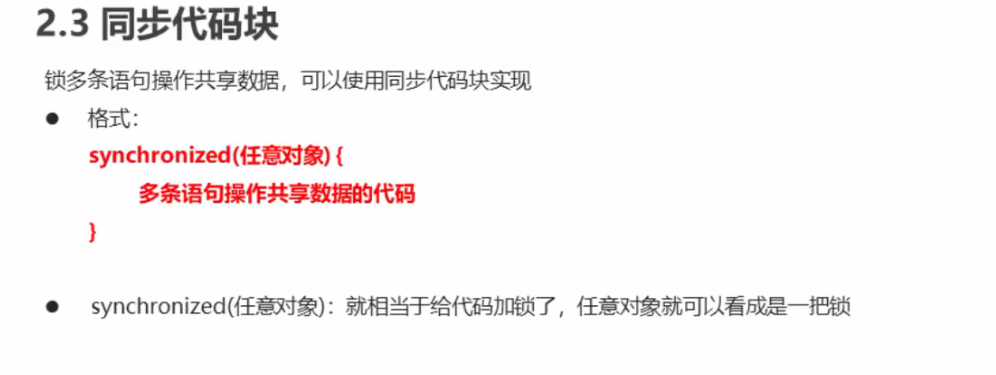 2.3 同步代码块
锁多条语句操作共享数据，可以使用同步代码块实现
● 格式：
synchronized(任意对象) {
多条语句操作共享数据的代码
}
● synchronized(任意对象)：就相当于给代码加锁了，任意对象就可以看成是一把锁